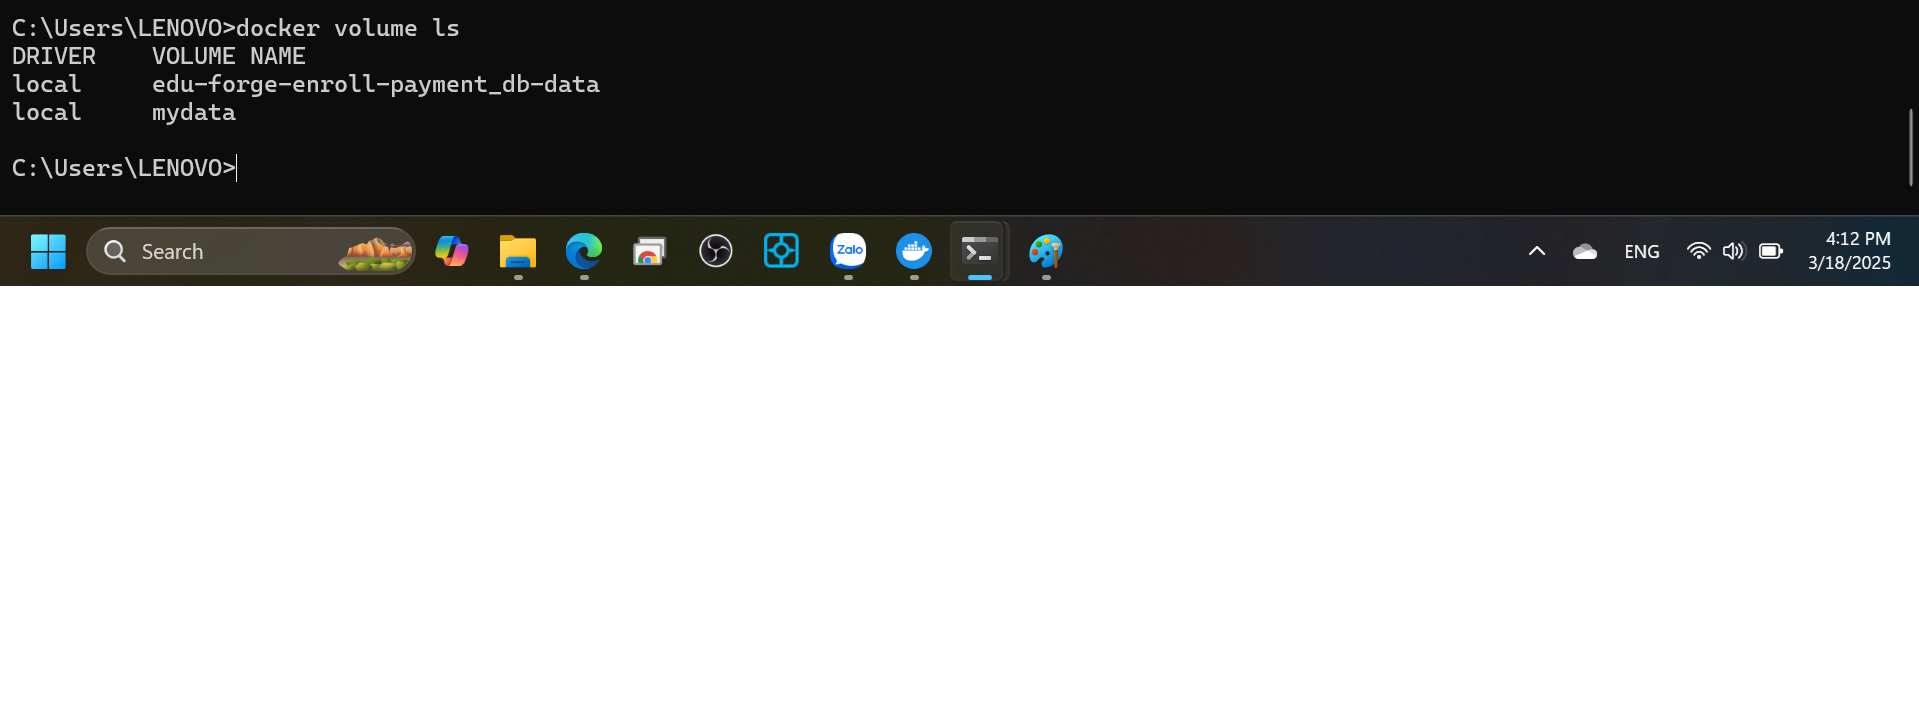 C:\Users\LENOVO>docker volume ls
DRIVER    VOLUME NAME
local     edu-forge-enroll-payment_db-data
local     mydata
C:\Users\LENOVO>
Search
Zalo
ENG
4:12 PM
3/18/2025